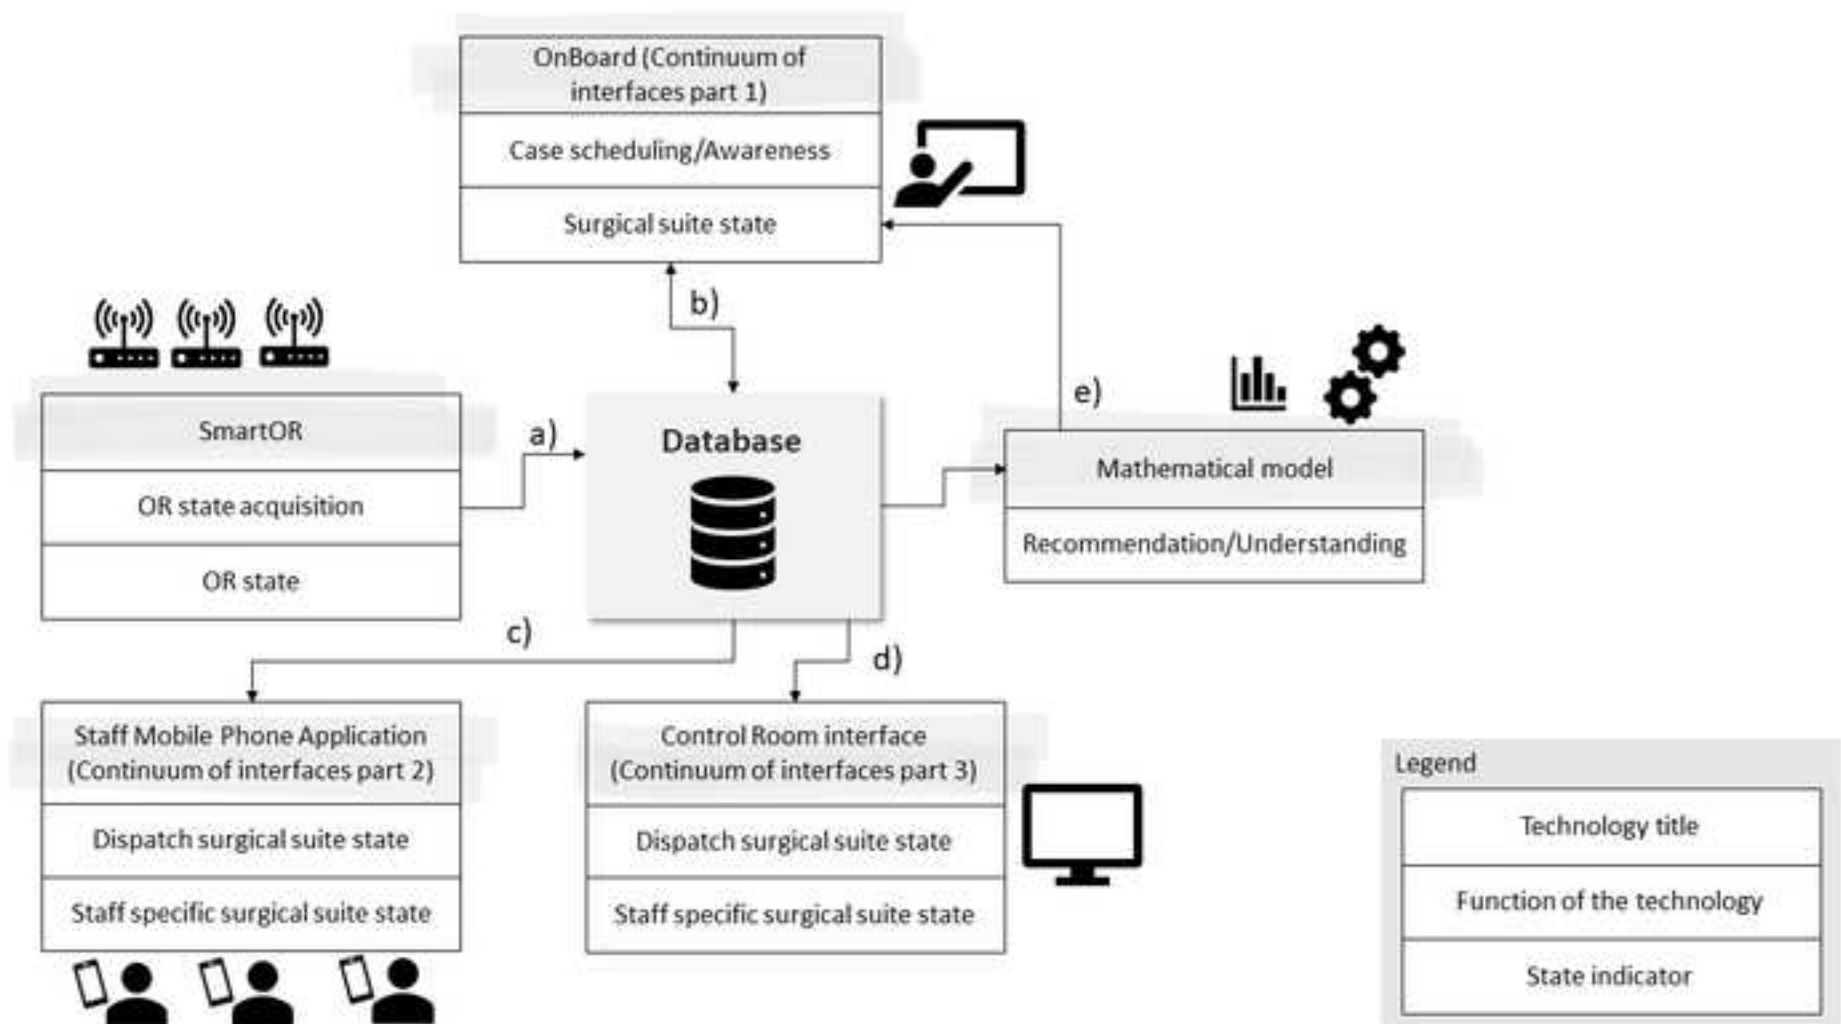 OnBoard (Continuum of
interfaces part 1)
Case scheduling/Awareness
Surgical suite state
b)
SmartOR
OR state acquisition
OR state
a)
Database
e)
Mathematical model
Recommendation/Understanding
c)
d)
Staff Mobile Phone Application
(Continuum of interfaces part 2)
Dispatch surgical suite state
Staff specific surgical suite state
Control Room interface
(Continuum of interfaces part 3)
Dispatch surgical suite state
Staff specific surgical suite state
Legend
Technology title
Function of the technology
State indicator